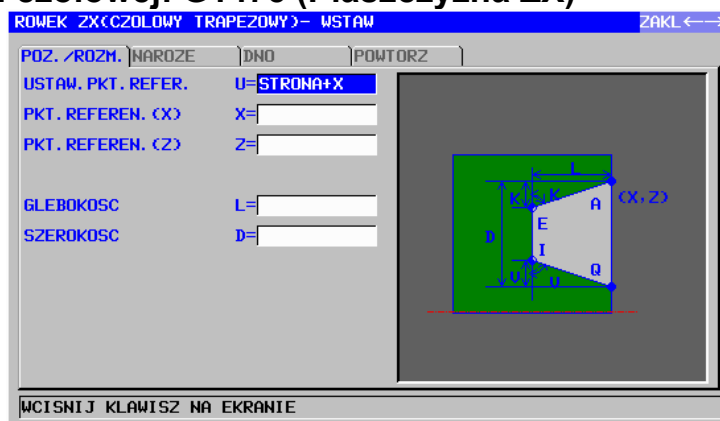 ROWEK ZX(CZOLOWY TRAPEZOWY)- WSTAW ZAKL←→
POZ./ROZM. NAROZE DNO POWTORZ
USTAW.PKT.REFER. U=STRONA+X
PKT.REFEREN.(X) X=
PKT.REFEREN.(Z) Z=
GLEBOKOSC L=
SZEROKOSC D=
L
K K A (X,Z)
E
D
I
Q
U U
WCISNIJ KLAWISZ NA EKRANIE